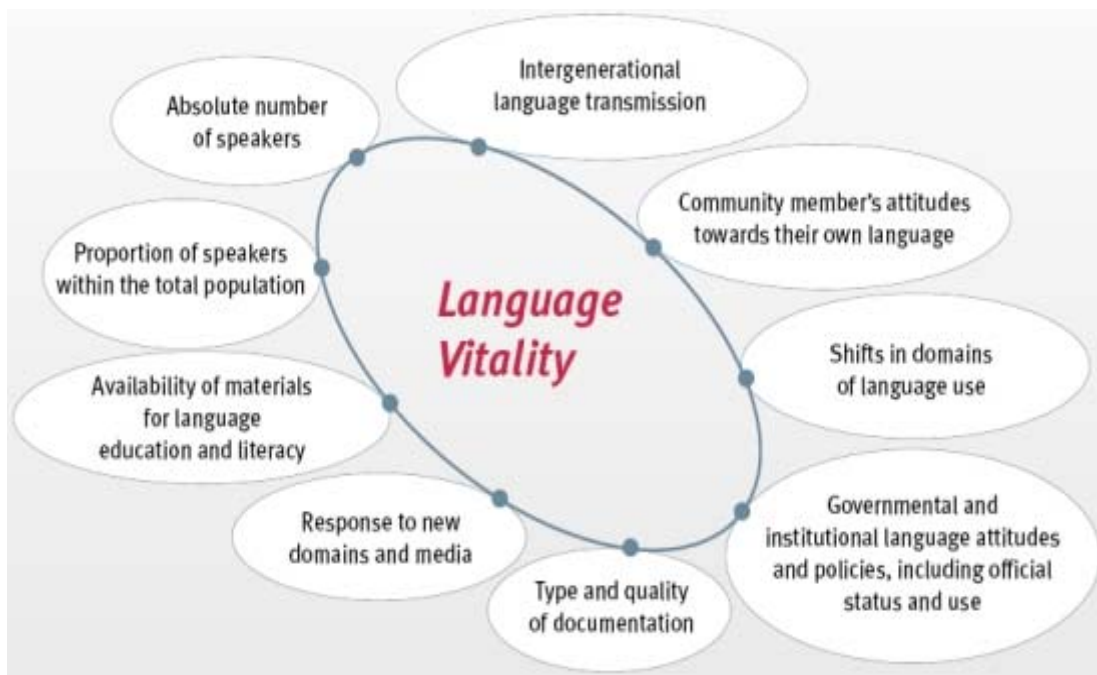 Intergenerational
language transmission
Absolute number
of speakers
Community member's attitudes
towards their own language
Proportion of speakers
within the total population
Language
Vitality
Shifts in domains
of language use
Availability of materials
for language
education and literacy
Governmental and
institutional language attitudes
and policies, including official
status and use
Response to new
domains and media
Type and quality
of documentation